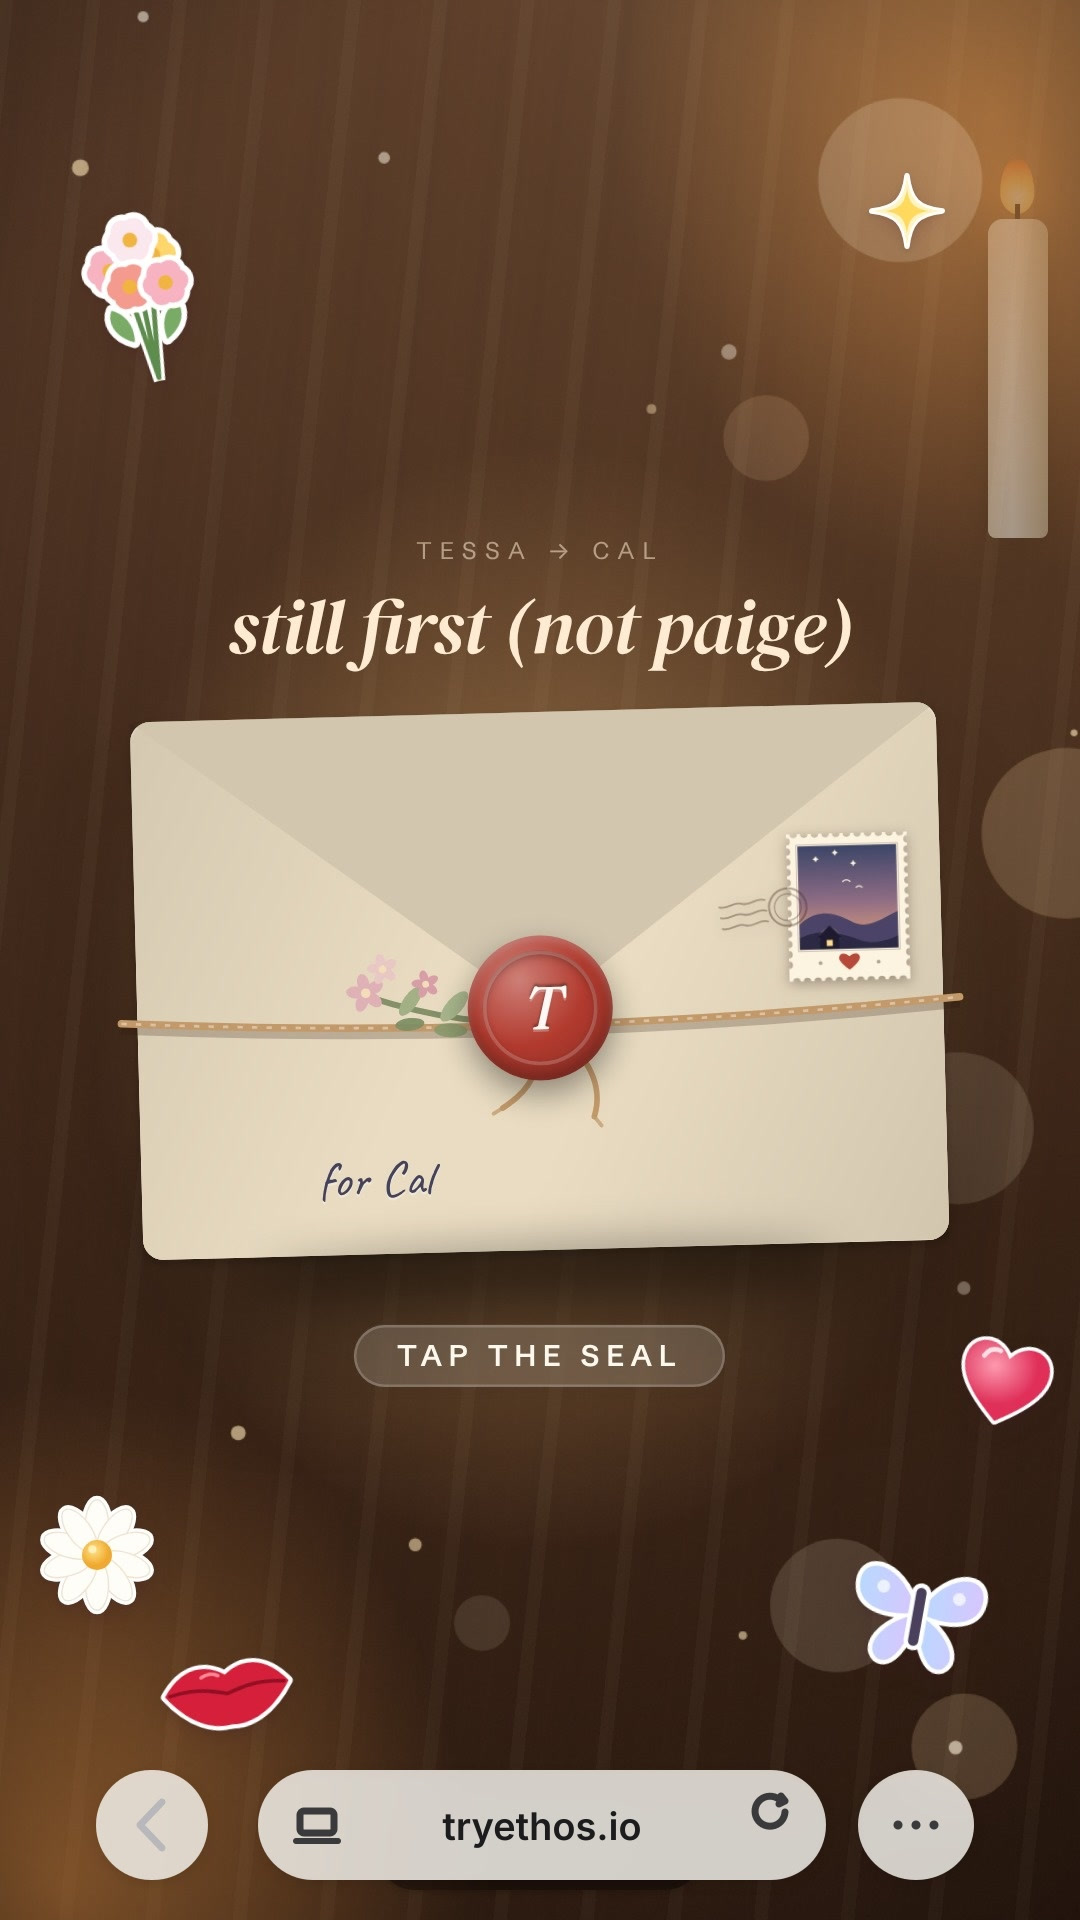 TESSA → CAL
still first (not paige)
T
for Cal
TAP THE SEAL
tryethos.io